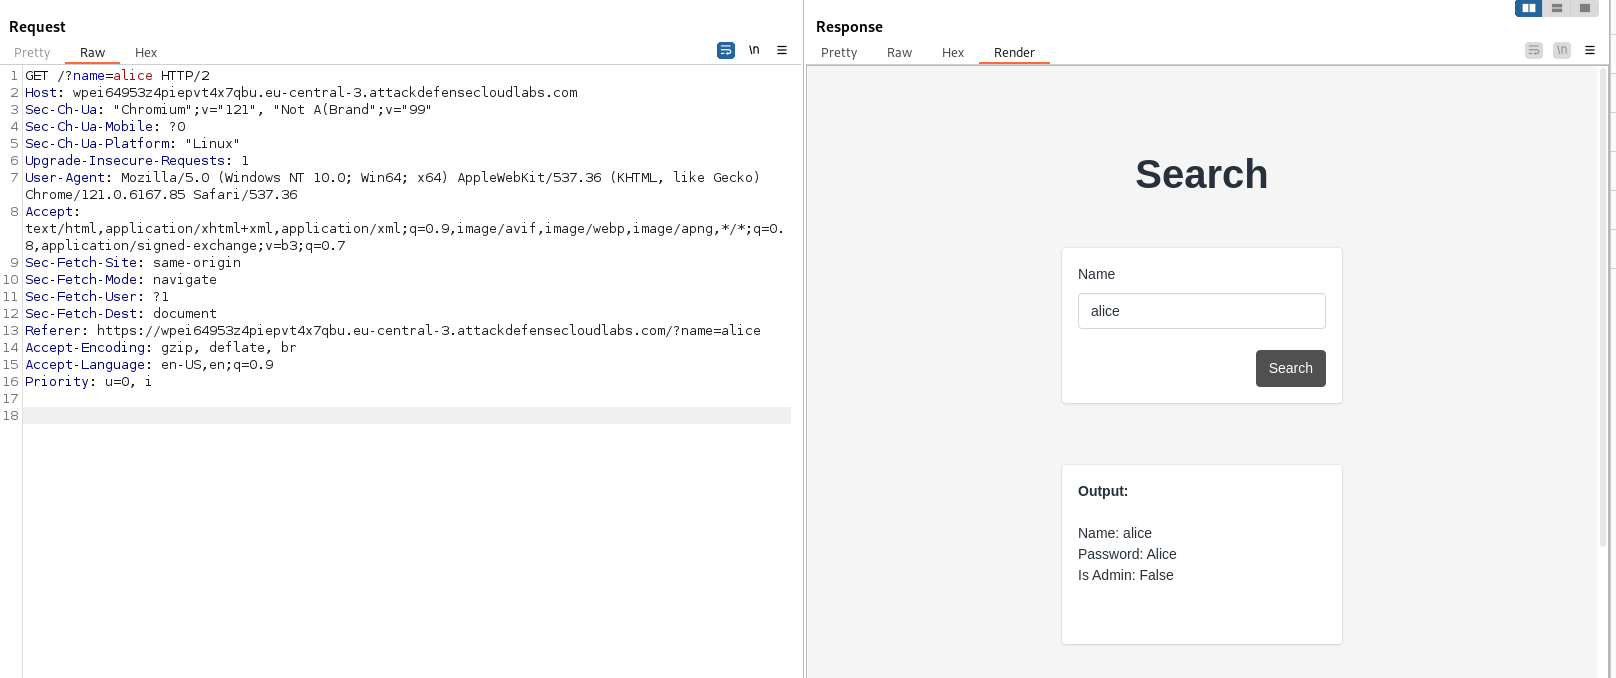 Request
Pretty Raw Hex \n
1 GET /?name=alice HTTP/2
2 Host: wpei64953z4piepvt4x7qbu.eu-central-3.attackdefensecloudlabs.com
3 Sec-Ch-Ua: "Chromium";v="121", "Not A(Brand";v="99"
4 Sec-Ch-Ua-Mobile: ?0
5 Sec-Ch-Ua-Platform: "Linux"
6 Upgrade-Insecure-Requests: 1
7 User-Agent: Mozilla/5.0 (Windows NT 10.0; Win64; x64) AppleWebKit/537.36 (KHTML, like Gecko)
Chrome/121.0.6167.85 Safari/537.36
8 Accept:
text/html,application/xhtml+xml,application/xml;q=0.9,image/avif,image/webp,image/apng,*/*;q=0.
8,application/signed-exchange;v=b3;q=0.7
9 Sec-Fetch-Site: same-origin
10 Sec-Fetch-Mode: navigate
11 Sec-Fetch-User: ?1
12 Sec-Fetch-Dest: document
13 Referer: https://wpei64953z4piepvt4x7qbu.eu-central-3.attackdefensecloudlabs.com/?name=alice
14 Accept-Encoding: gzip, deflate, br
15 Accept-Language: en-US,en;q=0.9
16 Priority: u=0, i
17
18
Response
Pretty Raw Hex Render \n
Search
Name
alice
Search
Output:
Name: alice
Password: Alice
Is Admin: False